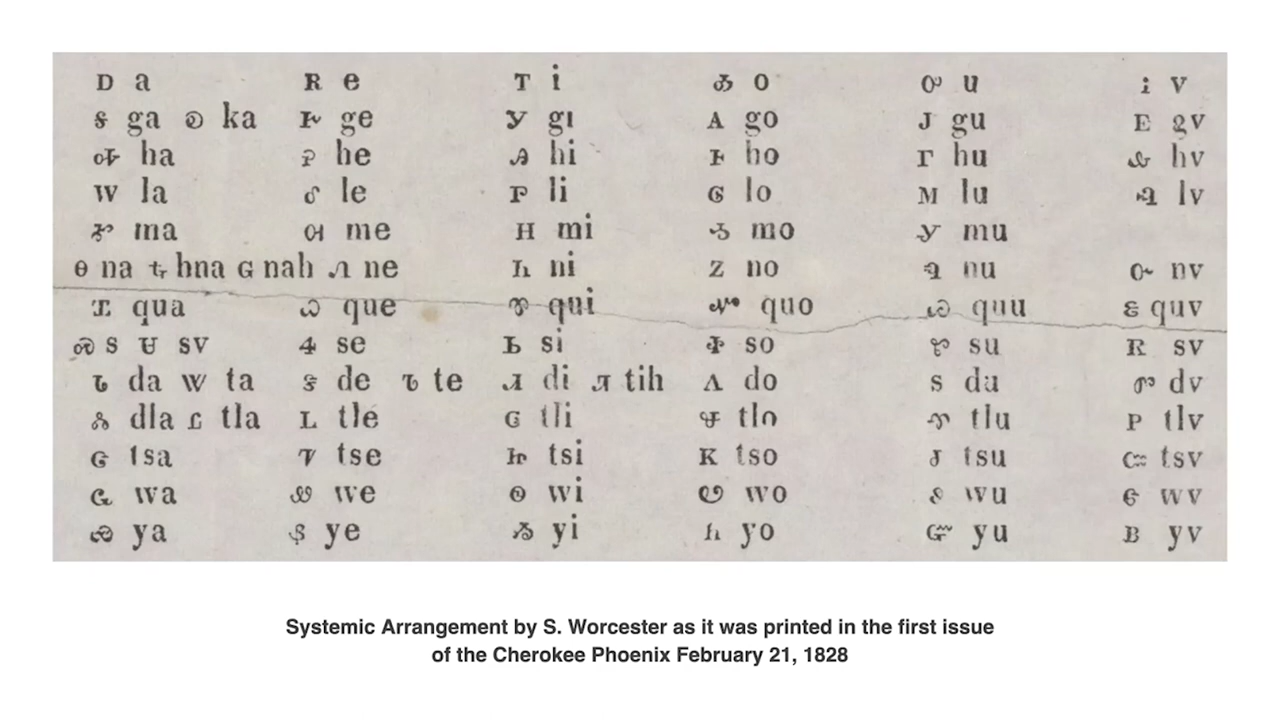 Ꭰ a Ꭱ e Ꭲ i Ꭳ o Ꭴ u Ꭵ v
Ꭶ ga Ꭷ ka Ꭸ ge Ꭹ gi Ꭺ go Ꭻ gu Ꭼ gv
Ꭽ ha Ꭾ he Ꭿ hi Ꮀ ho Ꮁ hu Ꮂ hv
Ꮃ la Ꮄ le Ꮅ li Ꮆ lo Ꮇ lu Ꮈ lv
Ꮉ ma Ꮊ me Ꮋ mi Ꮌ mo Ꮍ mu
Ꮎ na Ꮏ hna Ꮐ nah Ꮑ ne Ꮒ ni Ꮓ no Ꮔ nu Ꮕ nv
Ꮖ qua Ꮗ que Ꮘ qui Ꮙ quo Ꮚ quu Ꮛ quv
Ꮝ s Ꮜ sv Ꮞ se Ꮟ si Ꮠ so Ꮡ su Ꮢ sv
Ꮣ da Ꮤ ta Ꮥ de Ꮦ te Ꮧ di Ꮨ tih Ꮩ do Ꮪ du Ꮫ dv
Ꮬ dla Ꮭ tla Ꮮ tle Ꮯ tli Ꮰ tlo Ꮱ tlu Ꮲ tlv
Ꮳ tsa Ꮴ tse Ꮵ tsi Ꮶ tso Ꮷ tsu Ꮸ tsv
Ꮹ wa Ꮺ we Ꮻ wi Ꮼ wo Ꮽ wu Ꮾ wv
Ꮿ ya Ᏸ ye Ᏹ yi Ᏺ yo Ᏻ yu Ᏼ yv
Systemic Arrangement by S. Worcester as it was printed in the first issue
of the Cherokee Phoenix February 21, 1828